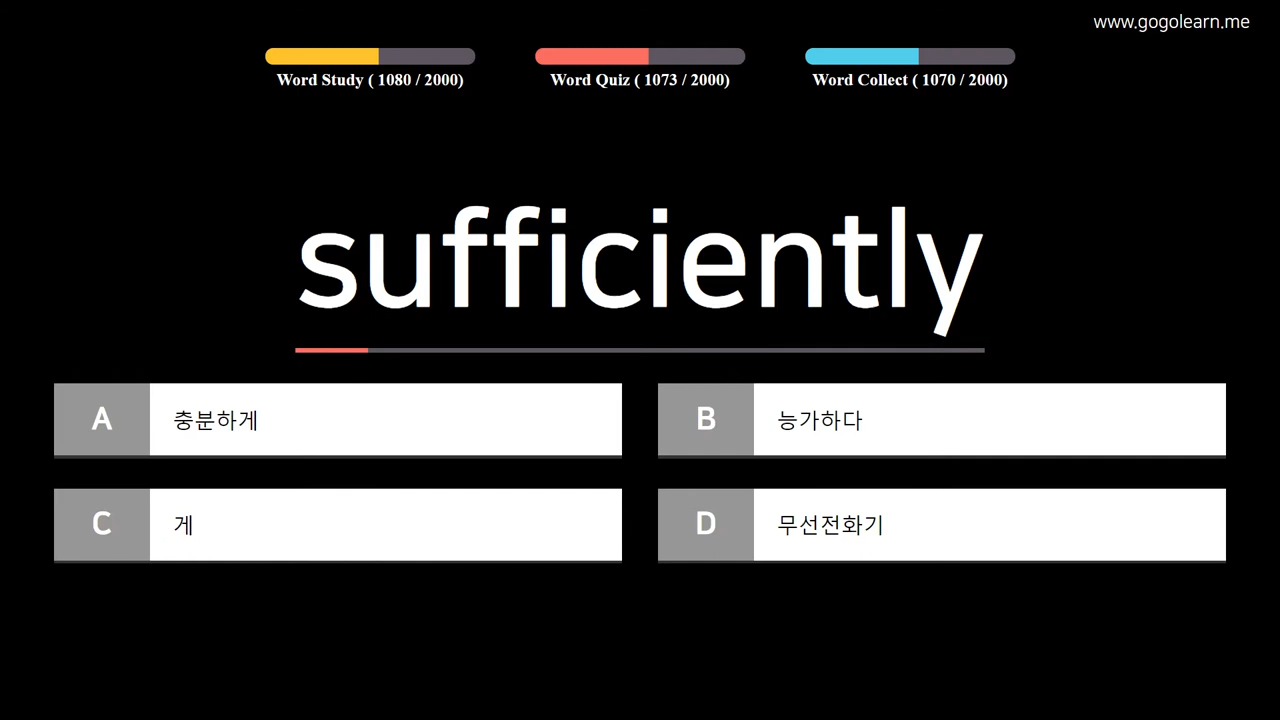 www.gogolearn.me
Word Study ( 1080 / 2000)
Word Quiz ( 1073 / 2000)
Word Collect ( 1070 / 2000)
sufficiently
A 충분하게
B 능가하다
C 게
D 무선전화기